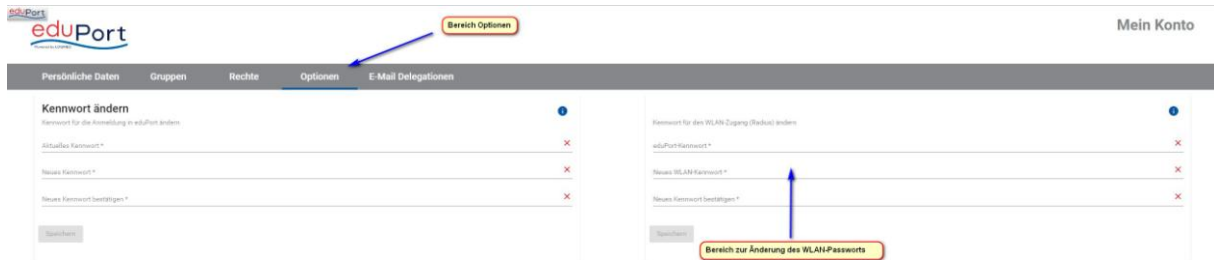 eduPort
eduPort
Bereich Optionen
Mein Konto
Persönliche Daten Gruppen Rechte Optionen E-Mail Delegationen
Kennwort ändern
Kennwort für die Anmeldung in eduPort ändern
Aktuelles Kennwort *
Neues Kennwort *
Neues Kennwort bestätigen *
Speichern
Kennwort für den WLAN-Zugang (Radius) ändern
eduPort-Kennwort *
Neues WLAN-Kennwort *
Neues Kennwort bestätigen *
Speichern
Bereich zur Änderung des WLAN-Passworts